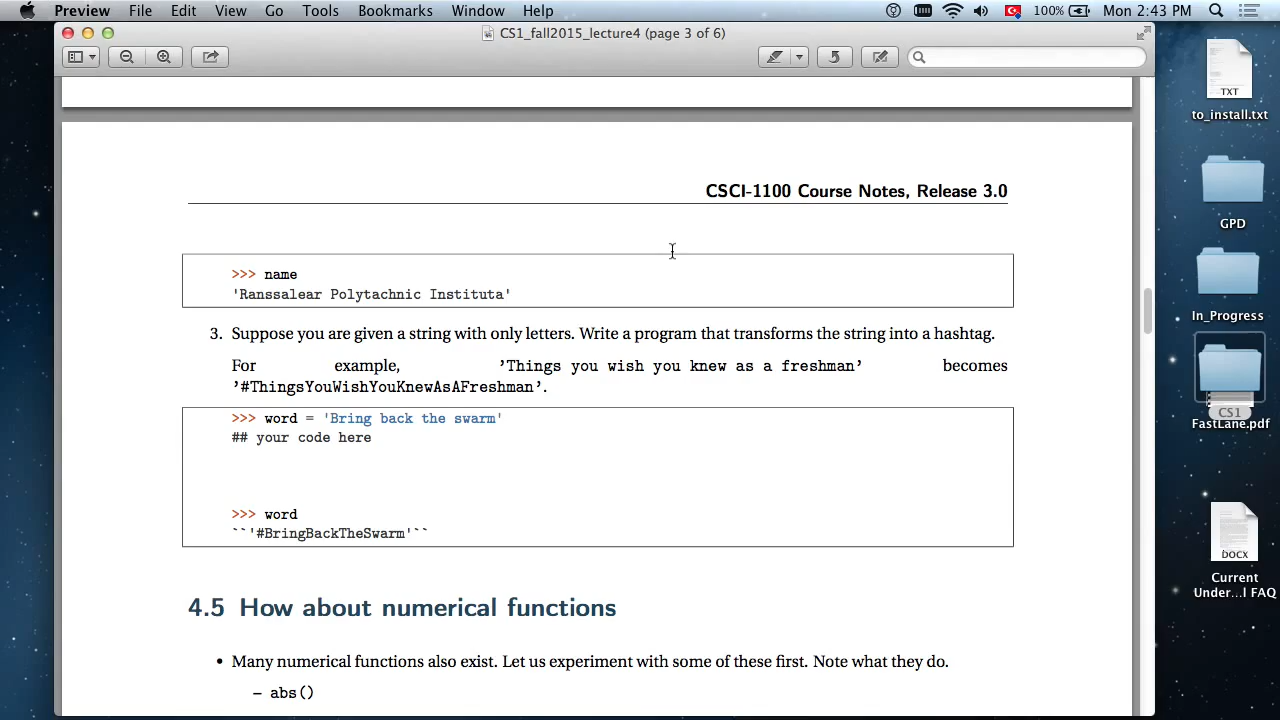 Preview File Edit View Go Tools Bookmarks Window Help 100% Mon 2:43 PM
CS1_fall2015_lecture4 (page 3 of 6)
TXT
to_install.txt
GPD
In_Progress
CS1
FastLane.pdf
DOCX
Current
Under...l FAQ
CSCI-1100 Course Notes, Release 3.0
>>> name
'Ranssalear Polytachnic Instituta'
3. Suppose you are given a string with only letters. Write a program that transforms the string into a hashtag.
For example, 'Things you wish you knew as a freshman' becomes
'#ThingsYouWishYouKnewAsAFreshman'.
>>> word = 'Bring back the swarm'
## your code here
>>> word
``'#BringBackTheSwarm'``
4.5 How about numerical functions
• Many numerical functions also exist. Let us experiment with some of these first. Note what they do.
– abs()